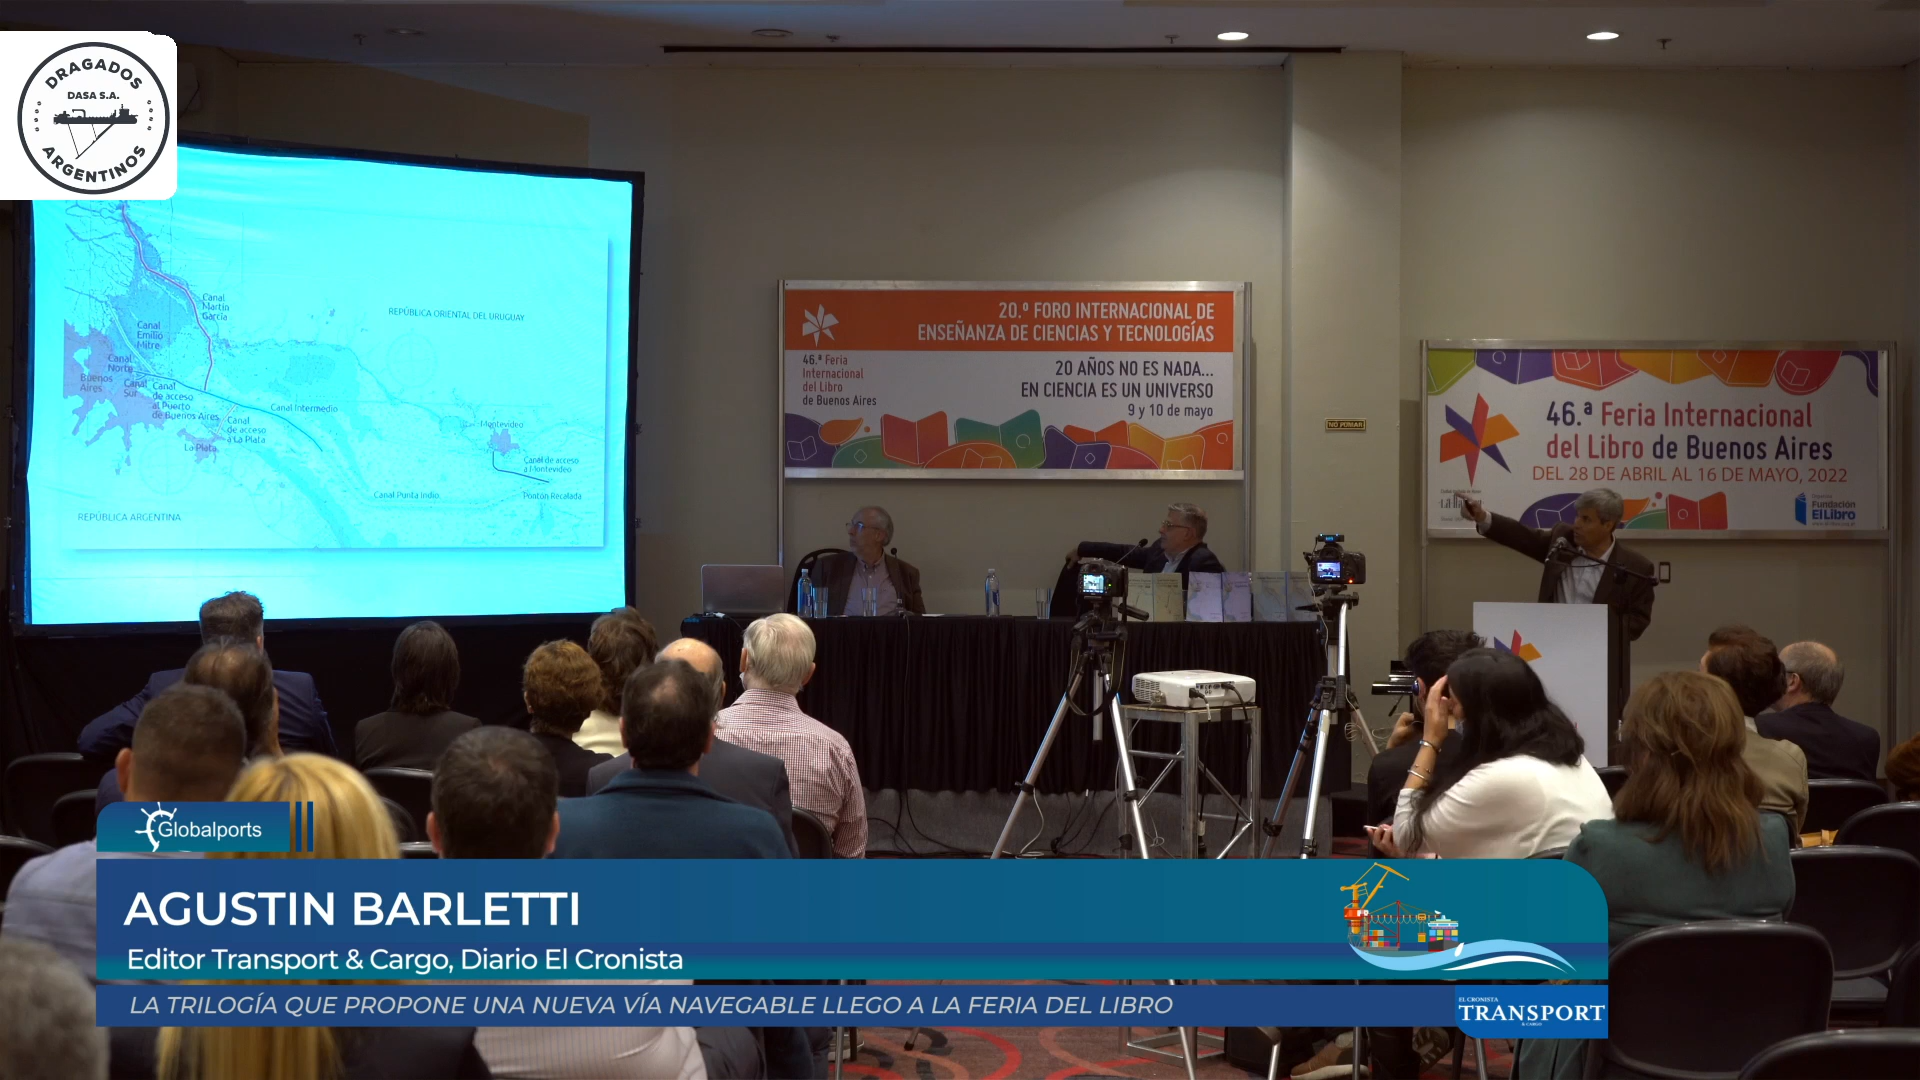 DRAGADOS
DASA S.A.
ARGENTINOS
Canal
Martín
García
REPÚBLICA ORIENTAL DEL URUGUAY
Canal
Emilio
Mitre
Canal
Norte
Buenos
Aires
Canal
Sur
Canal
de acceso
al Puerto
de Buenos Aires
Canal Intermedio
Canal
de acceso
a La Plata
La Plata
Montevideo
Canal de acceso
a Montevideo
Canal Punta Indio
Pontón Recalada
REPÚBLICA ARGENTINA
20.º FORO INTERNACIONAL DE
ENSEÑANZA DE CIENCIAS Y TECNOLOGÍAS
46.ª Feria
Internacional
del Libro
de Buenos Aires
20 AÑOS NO ES NADA...
EN CIENCIA ES UN UNIVERSO
9 y 10 de mayo
NO FUMAR
46.ª Feria Internacional
del Libro de Buenos Aires
DEL 28 DE ABRIL AL 16 DE MAYO, 2022
Fundación
El Libro
Globalports
AGUSTIN BARLETTI
Editor Transport & Cargo, Diario El Cronista
LA TRILOGÍA QUE PROPONE UNA NUEVA VÍA NAVEGABLE LLEGO A LA FERIA DEL LIBRO
EL CRONISTA
TRANSPORT
& CARGO